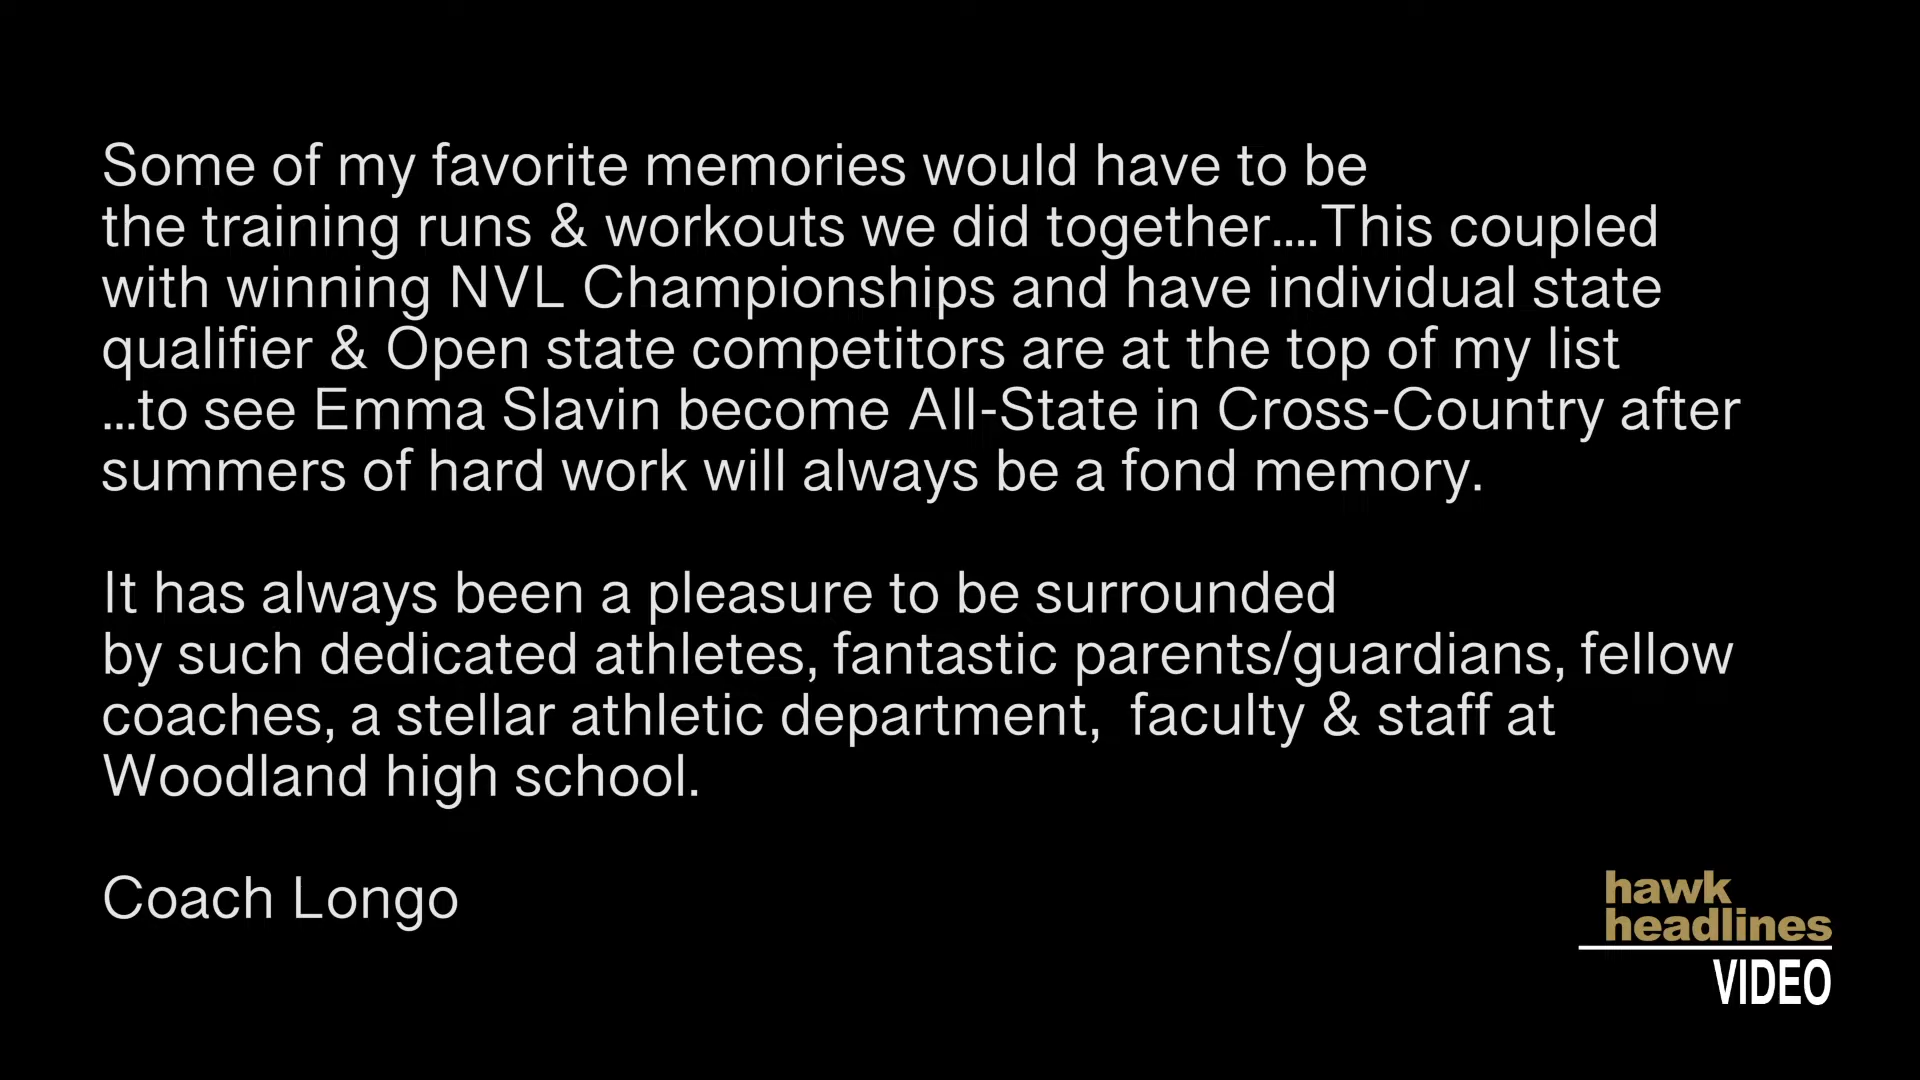 Some of my favorite memories would have to be
the training runs & workouts we did together....This coupled
with winning NVL Championships and have individual state
qualifier & Open state competitors are at the top of my list
...to see Emma Slavin become All-State in Cross-Country after
summers of hard work will always be a fond memory.
It has always been a pleasure to be surrounded
by such dedicated athletes, fantastic parents/guardians, fellow
coaches, a stellar athletic department,  faculty & staff at
Woodland high school.
Coach Longo
hawk
headlines
VIDEO